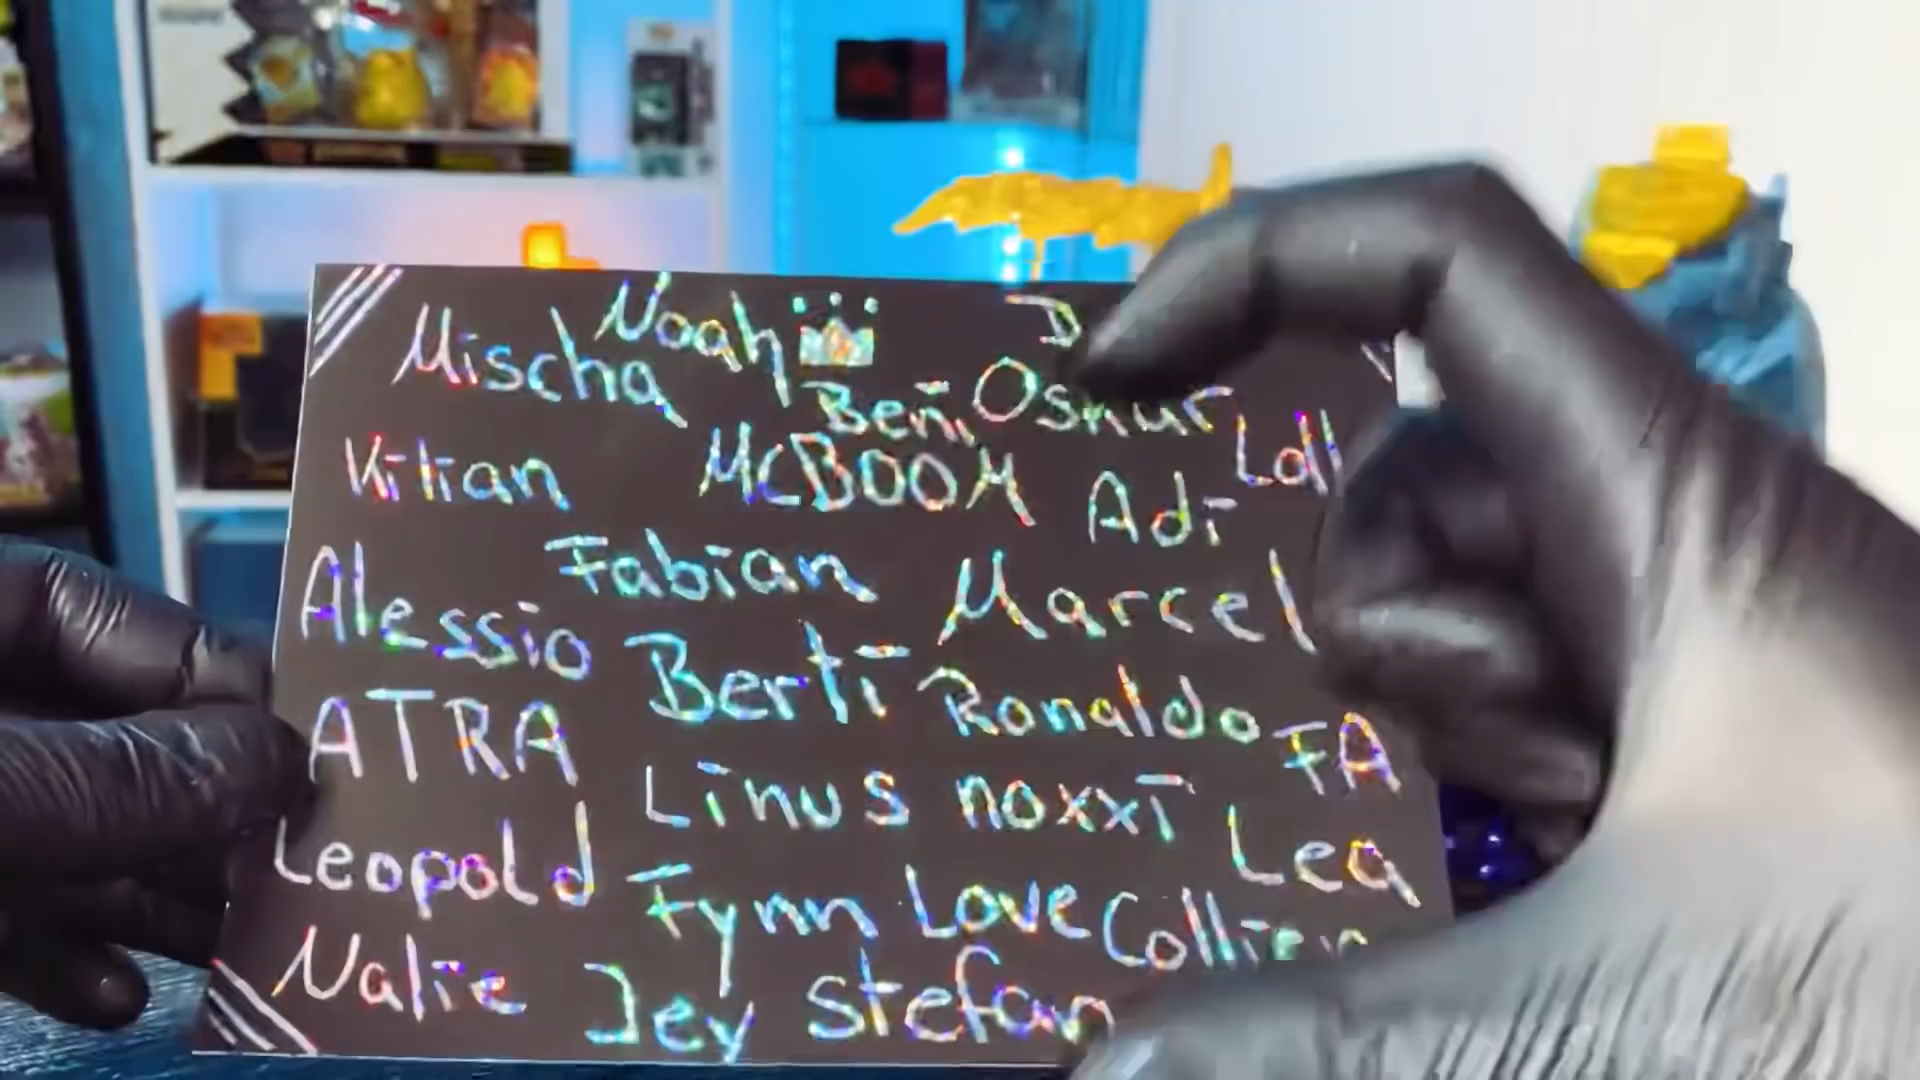 Mischa Noah
Beni Osnur
Kilian MCBOOM Adi
Alessio Fabian Marcel
ATRA Berti Ronaldo FA
Linus noxxi
Leopold Fynn Love Lea
Nalie Jey Stefan